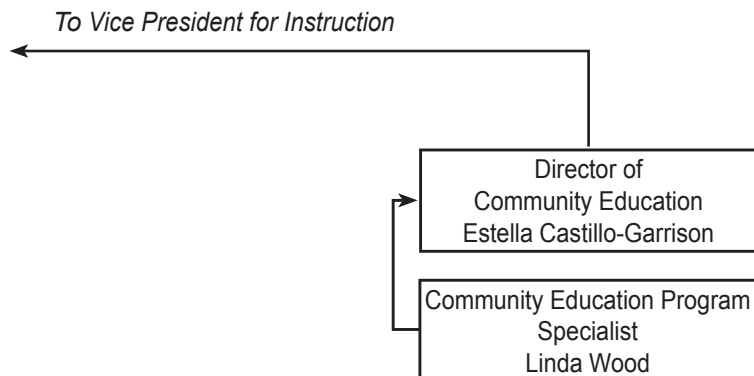 To Vice President for Instruction
Director of
Community Education
Estella Castillo-Garrison
Community Education Program
Specialist
Linda Wood